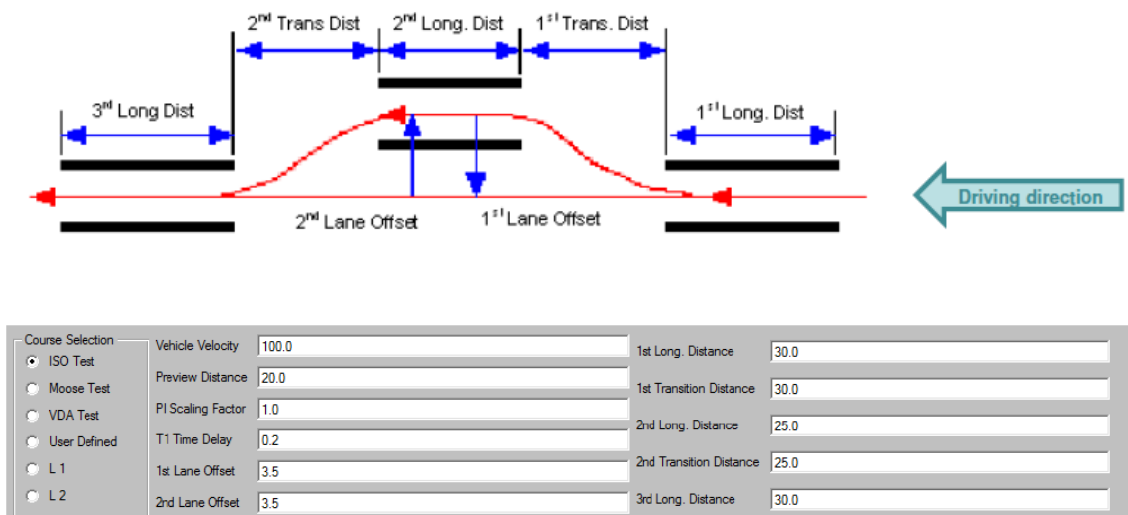 2nd Trans Dist 2nd Long. Dist 1st Trans. Dist
3rd Long Dist
1st Long. Dist
Driving direction
2nd Lane Offset
1st Lane Offset
Course Selection
ISO Test
Moose Test
VDA Test
User Defined
L 1
L 2
Vehicle Velocity 100.0
Preview Distance 20.0
PI Scaling Factor 1.0
T1 Time Delay 0.2
1st Lane Offset 3.5
2nd Lane Offset 3.5
1st Long. Distance 30.0
1st Transition Distance 30.0
2nd Long. Distance 25.0
2nd Transition Distance 25.0
3rd Long. Distance 30.0